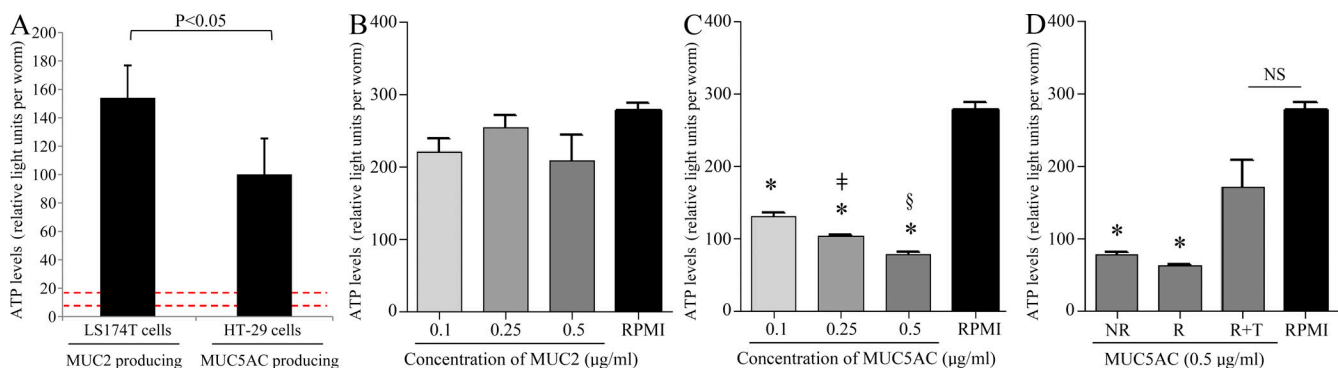 A
P<0.05
ATP levels (relative light units per worm)
200
180
160
140
120
100
80
60
40
20
0
LS174T cells
HT-29 cells
MUC2 producing
MUC5AC producing
B
ATP levels (relative light units per worm)
400
300
200
100
0
0.1
0.25
0.5
RPMI
Concentration of MUC2 (μg/ml)
C
ATP levels (relative light units per worm)
400
300
200
100
0
*
‡
*
§
*
0.1
0.25
0.5
RPMI
Concentration of MUC5AC (μg/ml)
D
ATP levels (relative light units per worm)
400
300
200
100
0
*
*
NS
NR
R
R+T
RPMI
MUC5AC (0.5 μg/ml)